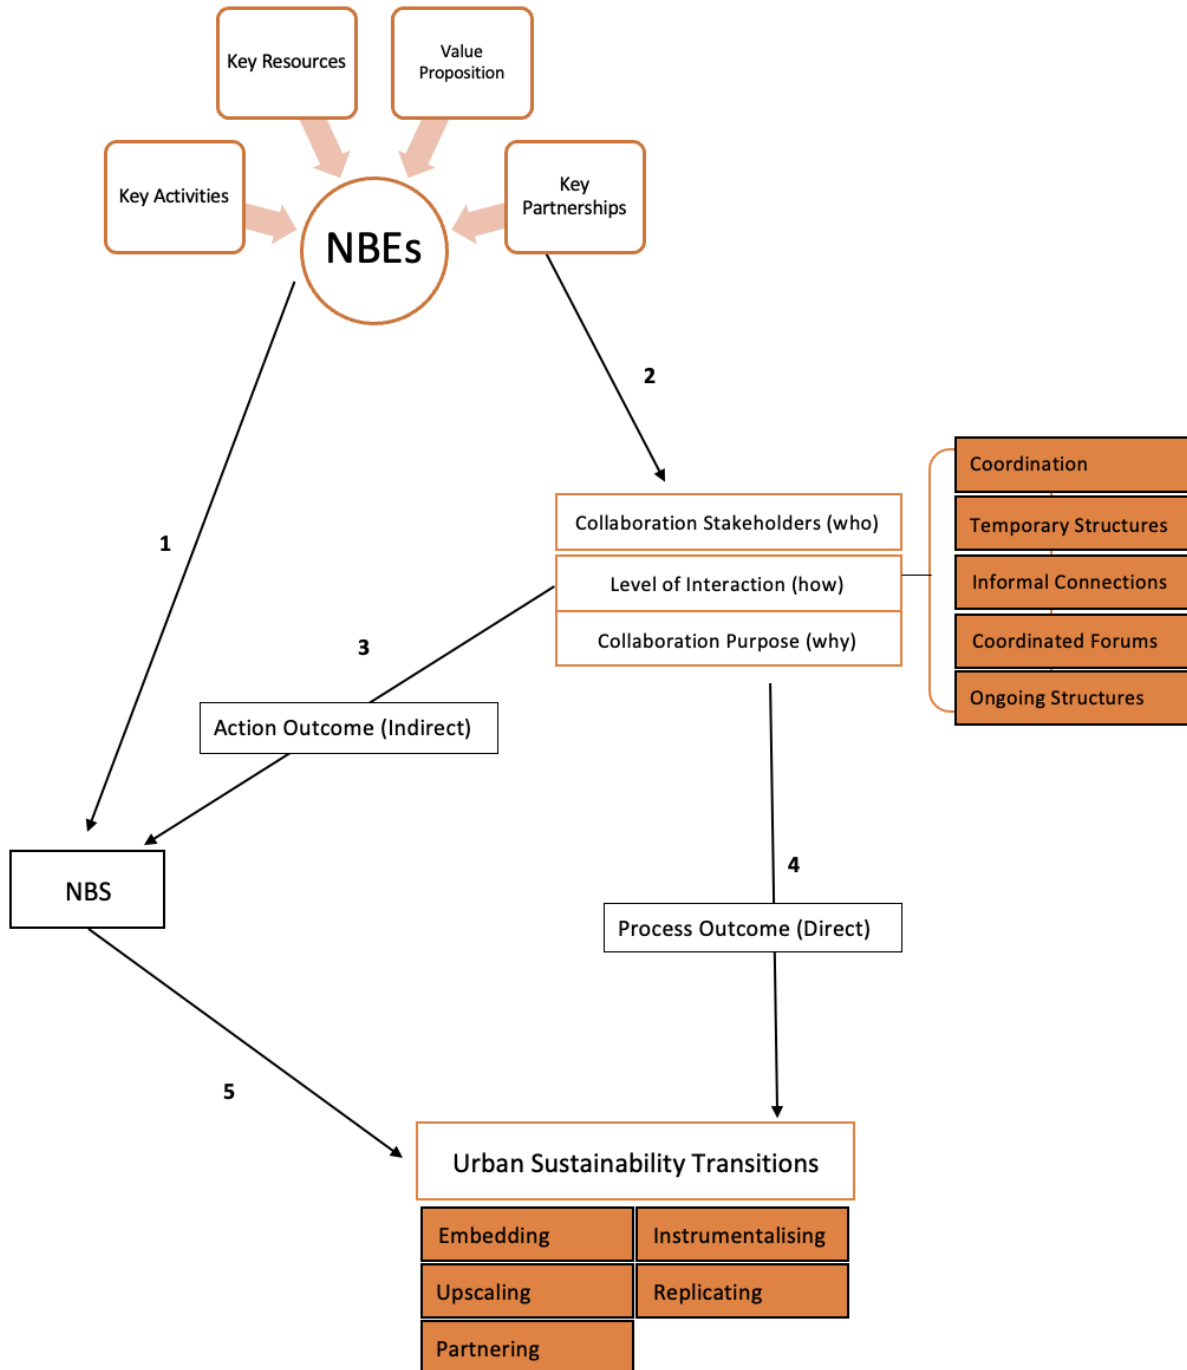 Key Resources
Value
Proposition
Key Activities
Key
Partnerships
NBEs
2
1
Coordination
Collaboration Stakeholders (who)
Temporary Structures
Level of Interaction (how)
Informal Connections
Collaboration Purpose (why)
Coordinated Forums
Ongoing Structures
3
Action Outcome (Indirect)
4
NBS
Process Outcome (Direct)
5
Urban Sustainability Transitions
Embedding
Instrumentalising
Upscaling
Replicating
Partnering